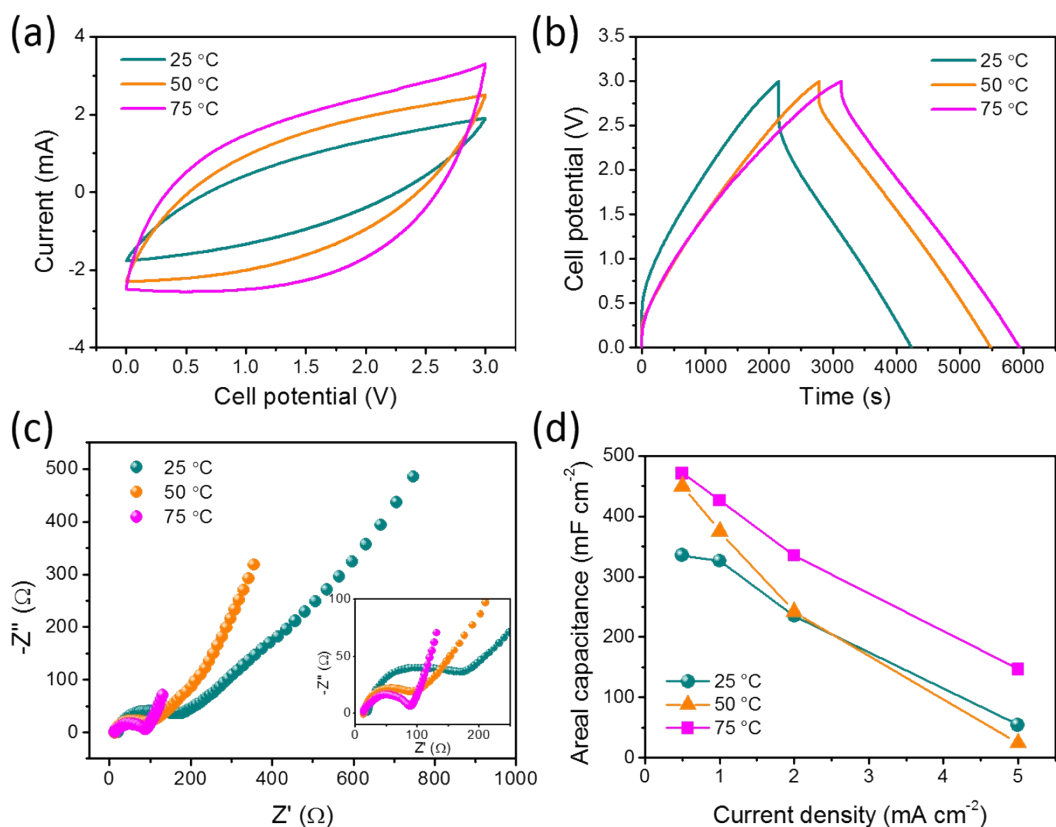 (a)
4
2
0
-2
-4
Current (mA)
25 °C
50 °C
75 °C
0.0 0.5 1.0 1.5 2.0 2.5 3.0
Cell potential (V)
(b)
3.5
3.0
2.5
2.0
1.5
1.0
0.5
0.0
Cell potential (V)
25 °C
50 °C
75 °C
0 1000 2000 3000 4000 5000 6000
Time (s)
(c)
500
400
300
200
100
0
-Z'' (Ω)
25 °C
50 °C
75 °C
100
50
0
-Z'' (Ω)
0 100 200
Z' (Ω)
0 200 400 600 800 1000
Z' (Ω)
(d)
500
400
300
200
100
0
Areal capacitance (mF cm-2)
25 °C
50 °C
75 °C
0 1 2 3 4 5
Current density (mA cm-2)